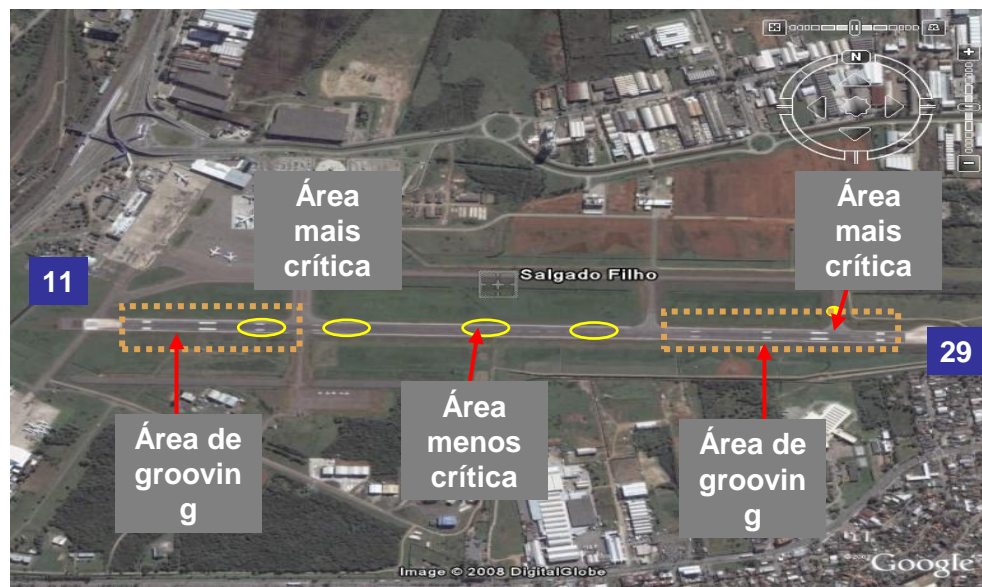 N
Área
mais
crítica
Área
mais
crítica
11
Salgado Filho
29
Área de
groovin
g
Área
menos
crítica
Área de
groovin
g
Image © 2008 DigitalGlobe
Google